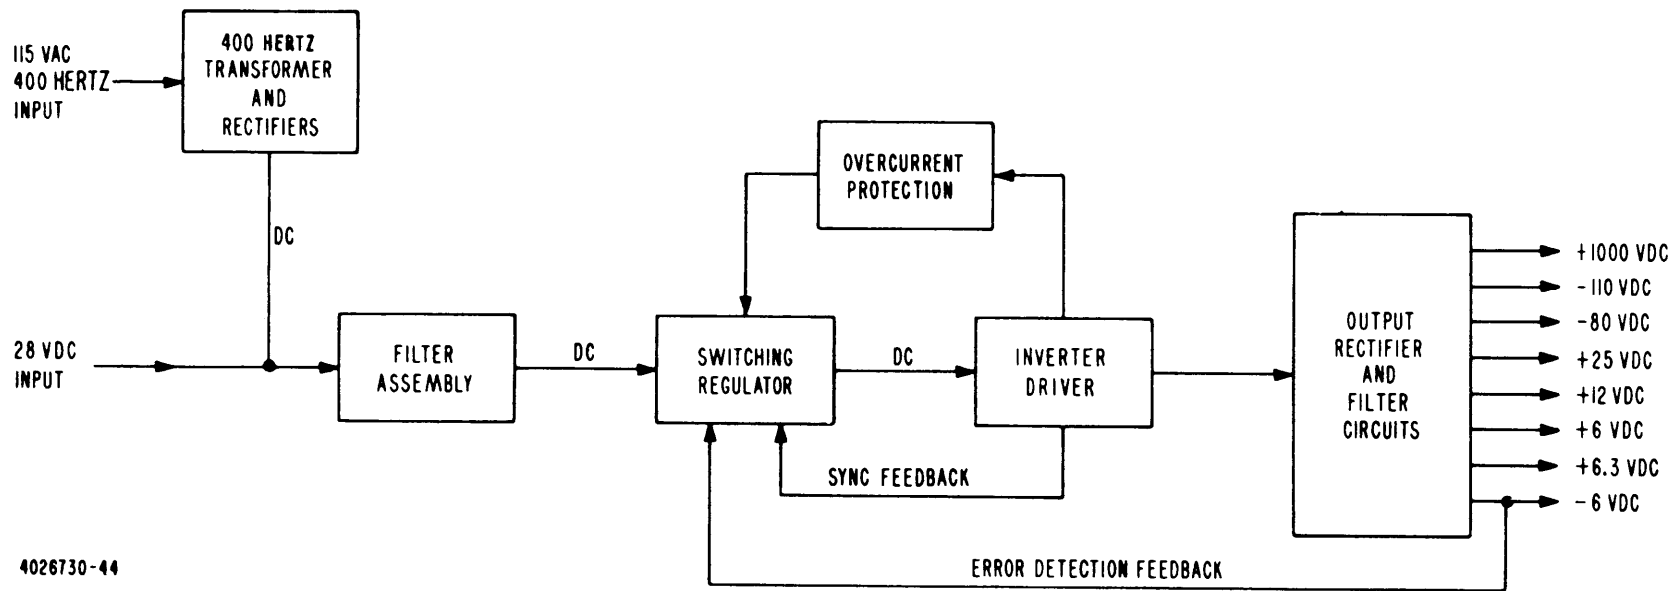 115 VAC
400 HERTZ
INPUT
400 HERTZ
TRANSFORMER
AND
RECTIFIERS
DC
28 VDC
INPUT
FILTER
ASSEMBLY
DC
SWITCHING
REGULATOR
OVERCURRENT
PROTECTION
DC
INVERTER
DRIVER
SYNC FEEDBACK
ERROR DETECTION FEEDBACK
OUTPUT
RECTIFIER
AND
FILTER
CIRCUITS
+1000 VDC
-110 VDC
-80 VDC
+25 VDC
+12 VDC
+6 VDC
+6.3 VDC
-6 VDC
4026730-44